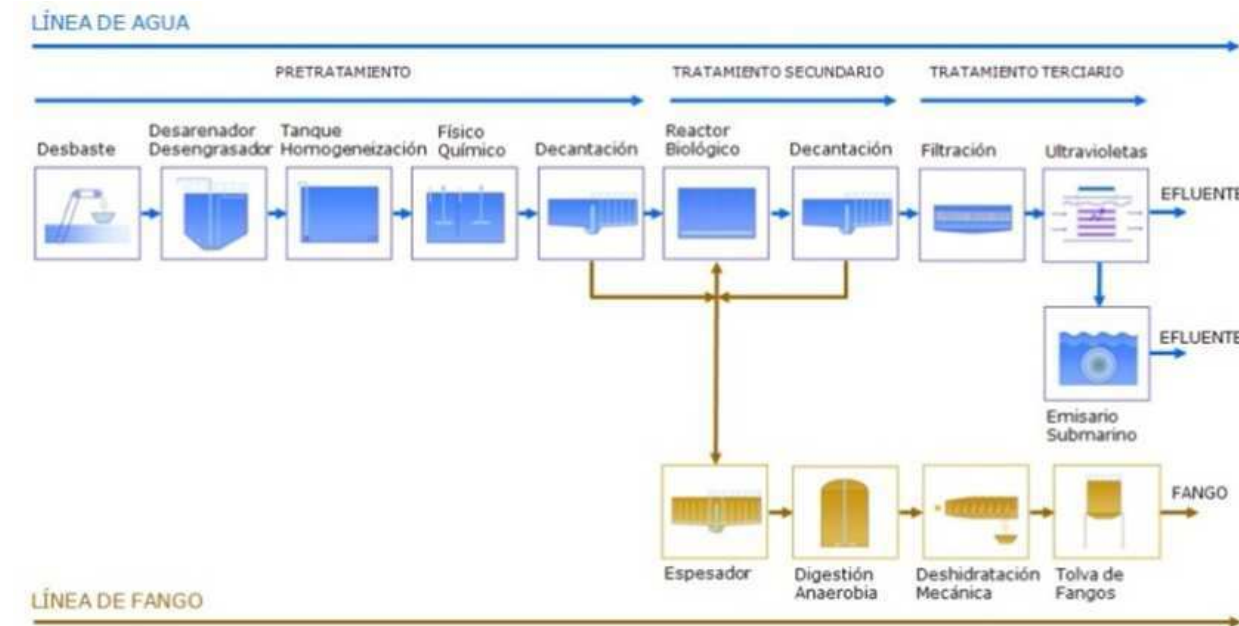 LÍNEA DE AGUA
PRETRATAMIENTO
TRATAMIENTO SECUNDARIO
TRATAMIENTO TERCIARIO
Desbaste
Desarenador
Desengrasador
Tanque
Homogeneización
Físico
Químico
Decantación
Reactor
Biológico
Decantación
Filtración
Ultravioletas
EFLUENTE
EFLUENTE
Emisario
Submarino
FANGO
Espesador
Digestión
Anaerobia
Deshidratación
Mecánica
Tolva de
Fangos
LÍNEA DE FANGO